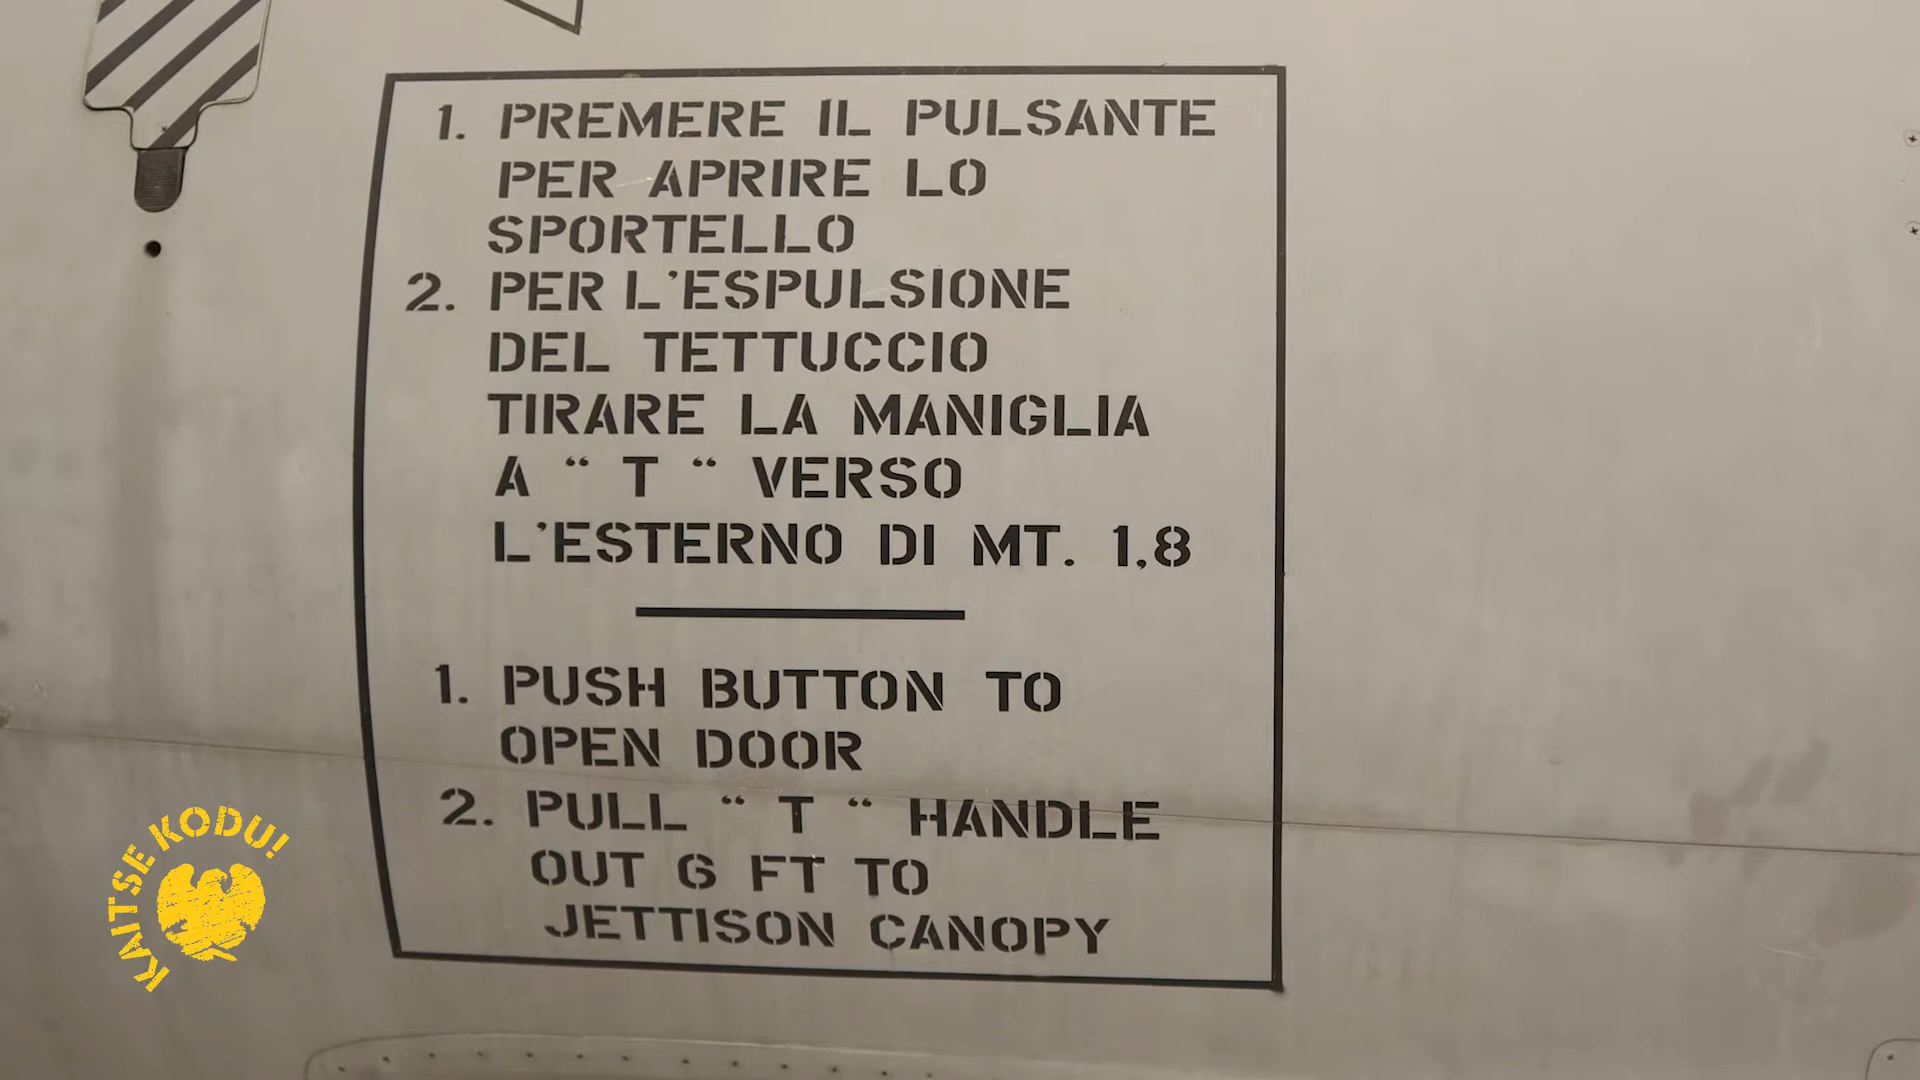 1. PREMERE IL PULSANTE
PER APRIRE LO
SPORTELLO
2. PER L'ESPULSIONE
DEL TETTUCCIO
TIRARE LA MANIGLIA
A “ T “ VERSO
L'ESTERNO DI MT. 1,8
1. PUSH BUTTON TO
OPEN DOOR
2. PULL “ T “ HANDLE
OUT 6 FT TO
JETTISON CANOPY
KAITSE KODU!